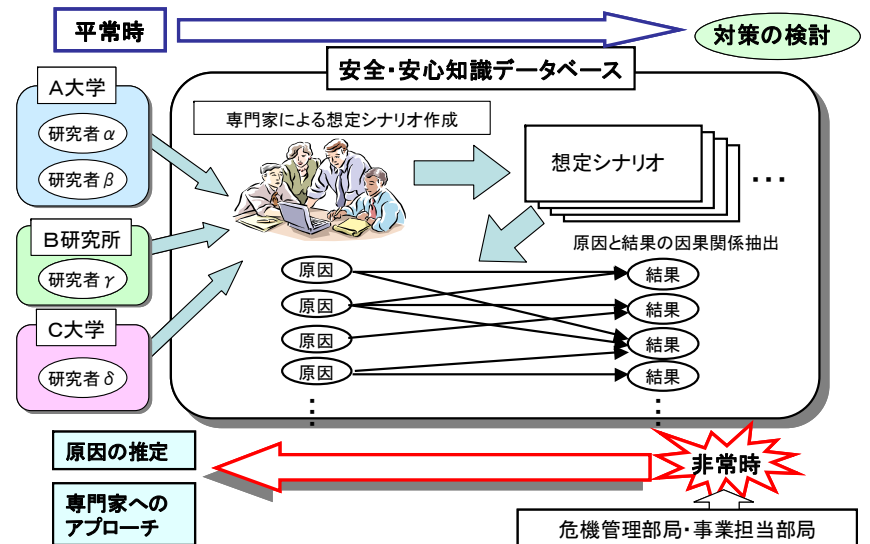 平常時
対策の検討
安全・安心知識データベース
A大学
研究者α
研究者β
B研究所
研究者γ
C大学
研究者δ
専門家による想定シナリオ作成
想定シナリオ
・・・
原因と結果の因果関係抽出
原因
結果
原因
結果
原因
結果
原因
結果
⋮
⋮
原因の推定
専門家への
アプローチ
非常時
危機管理部局・事業担当部局